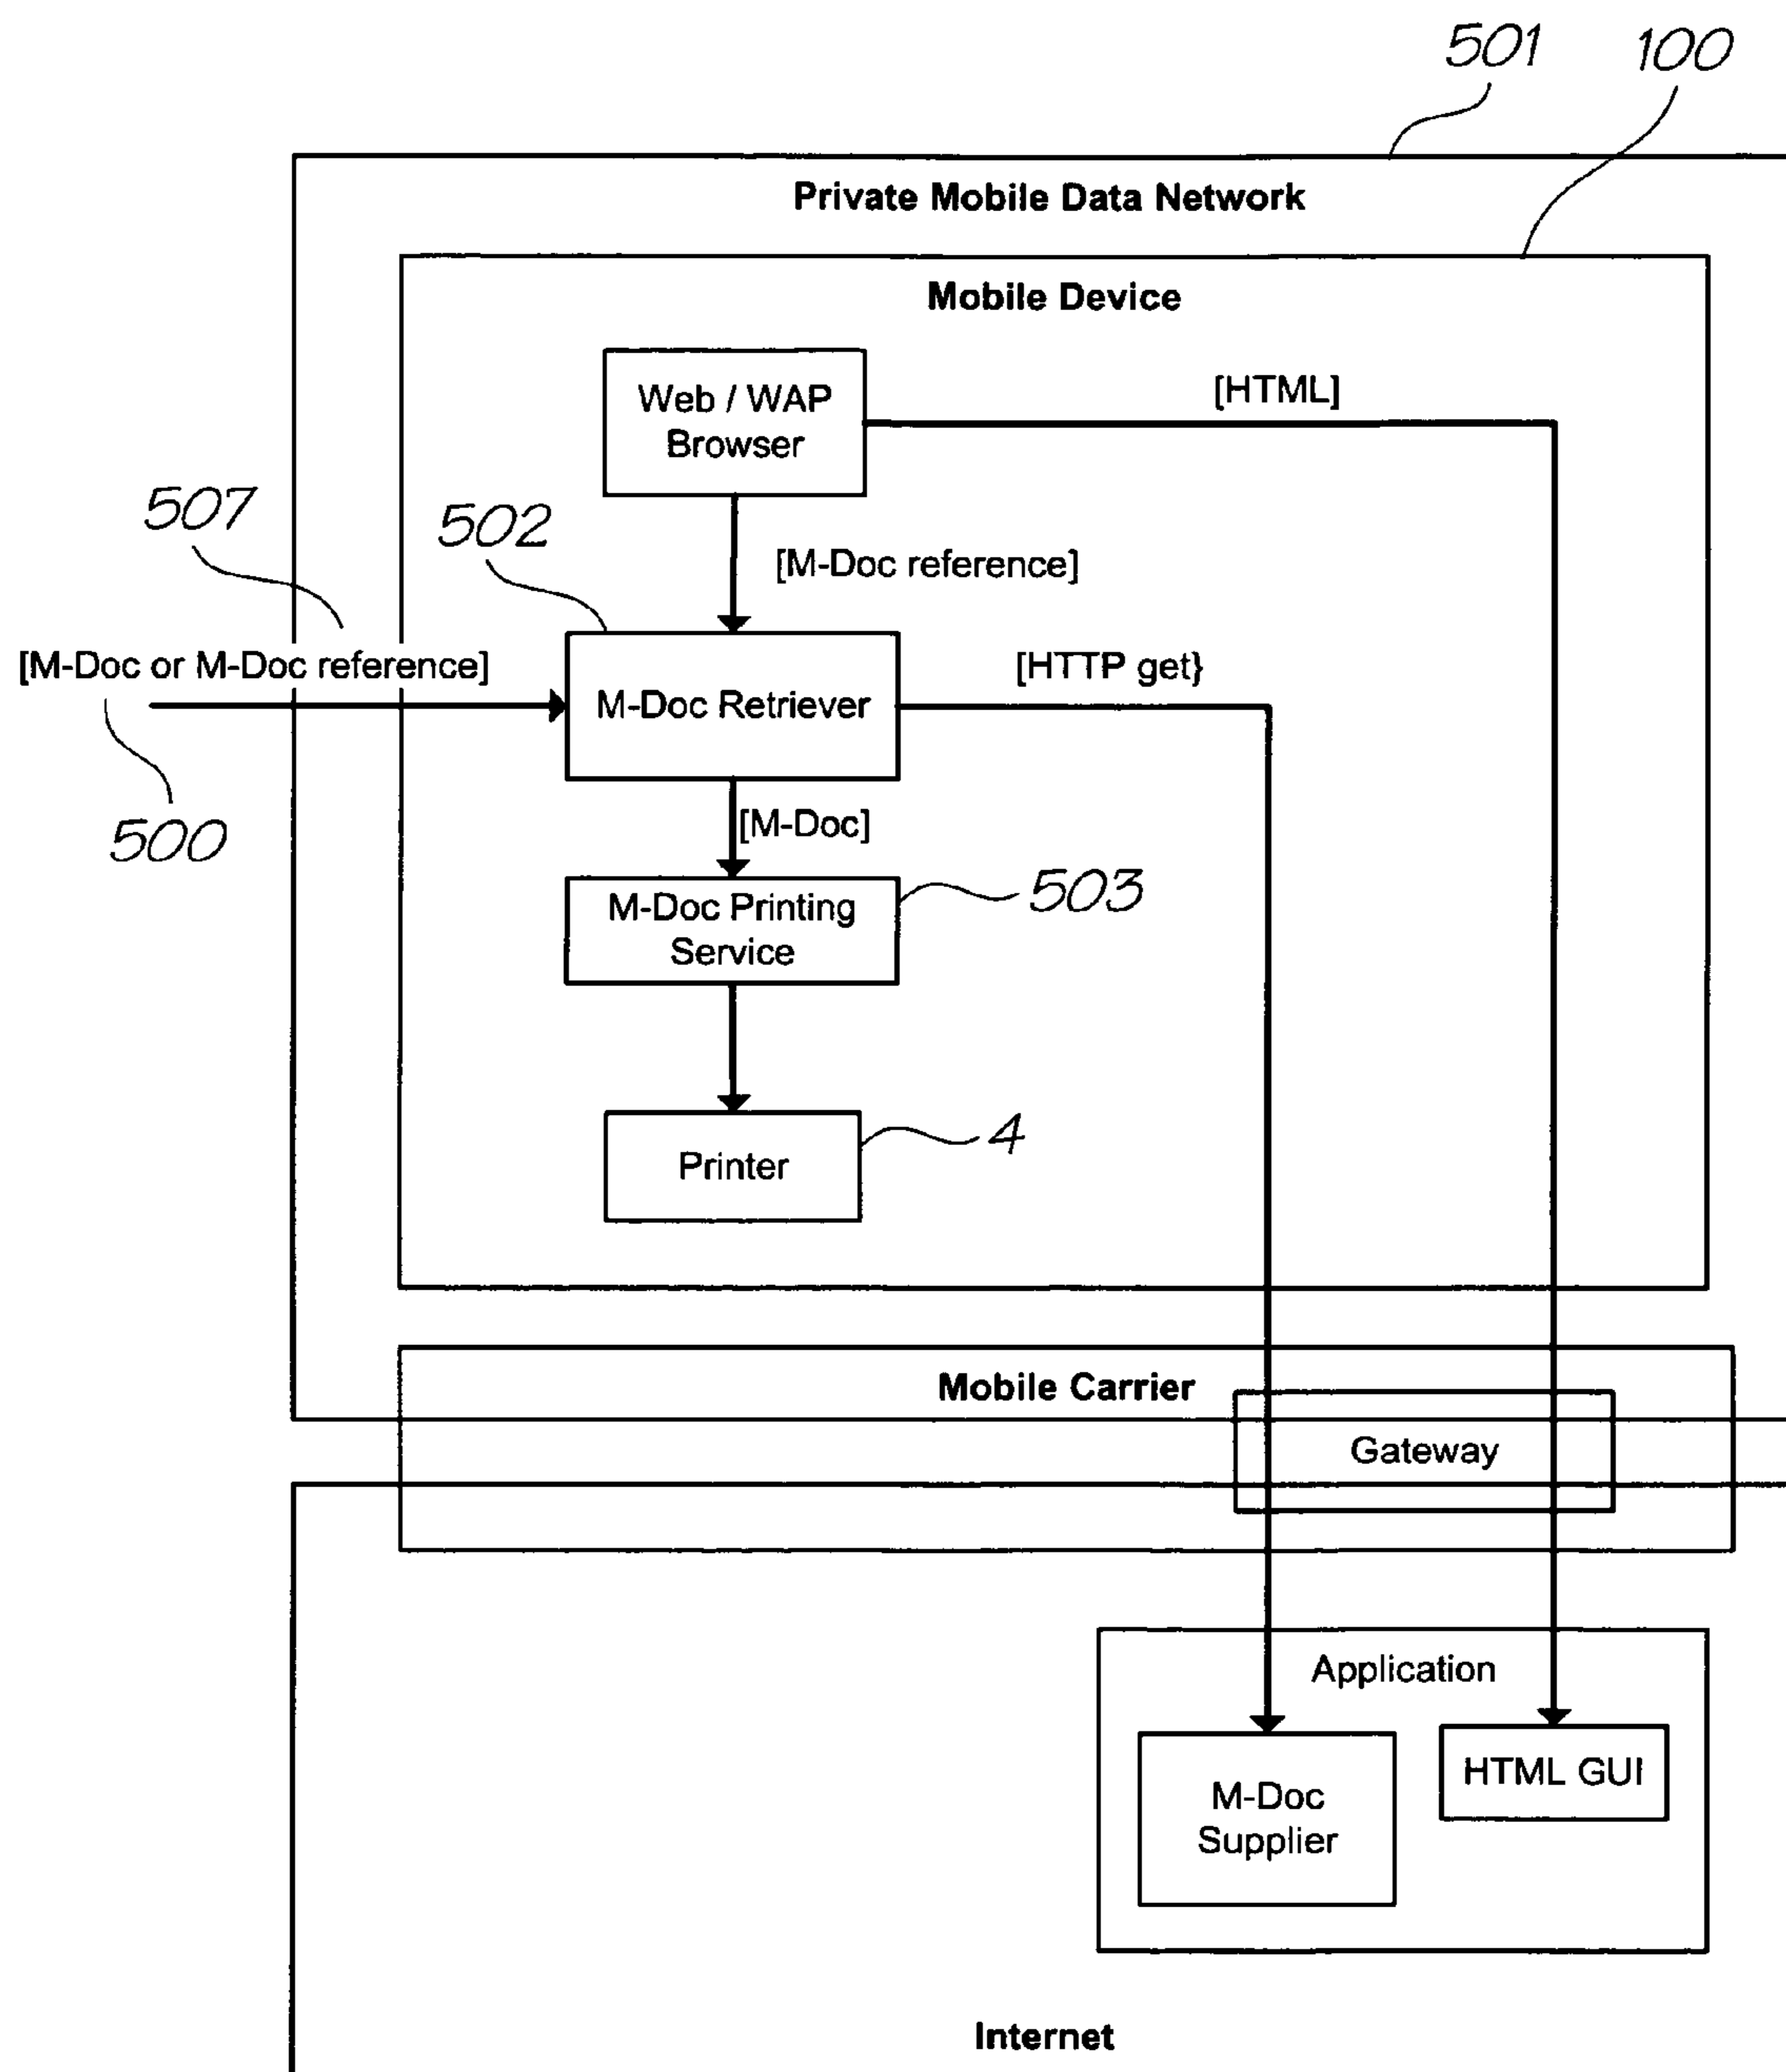 501 100
Private Mobile Data Network
Mobile Device
Web / WAP
Browser
[HTML]
507
502
[M-Doc reference]
[M-Doc or M-Doc reference]
M-Doc Retriever
[HTTP get}
500
[M-Doc]
503
M-Doc Printing
Service
4
Printer
Mobile Carrier
Gateway
Application
M-Doc
Supplier
HTML GUI
Internet